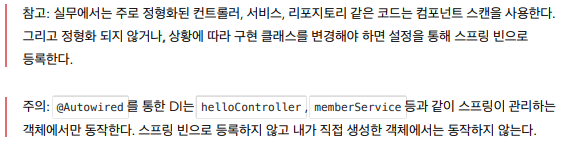 참고: 실무에서는 주로 정형화된 컨트롤러, 서비스, 리포지토리 같은 코드는 컴포넌트 스캔을 사용한다.
그리고 정형화 되지 않거나, 상황에 따라 구현 클래스를 변경해야 하면 설정을 통해 스프링 빈으로
등록한다.
주의: @Autowired 를 통한 DI는 helloController , memberService 등과 같이 스프링이 관리하는
객체에서만 동작한다. 스프링 빈으로 등록하지 않고 내가 직접 생성한 객체에서는 동작하지 않는다.